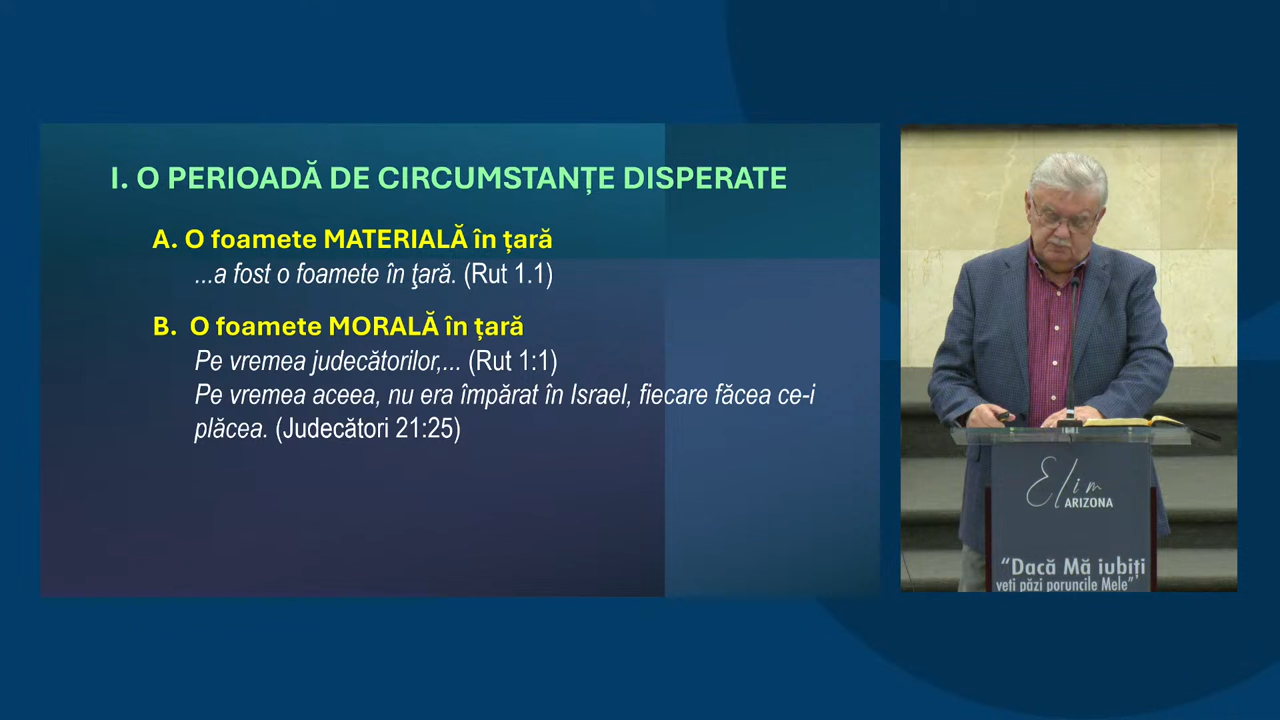 I. O PERIOADĂ DE CIRCUMSTANȚE DISPERATE
A. O foamete MATERIALĂ în țară
...a fost o foamete în ţară. (Rut 1.1)
B. O foamete MORALĂ în țară
Pe vremea judecătorilor,... (Rut 1:1)
Pe vremea aceea, nu era împărat în Israel, fiecare făcea ce-i
plăcea. (Judecători 21:25)
Elim
ARIZONA
“Dacă Mă iubiți
veți păzi poruncile Mele”